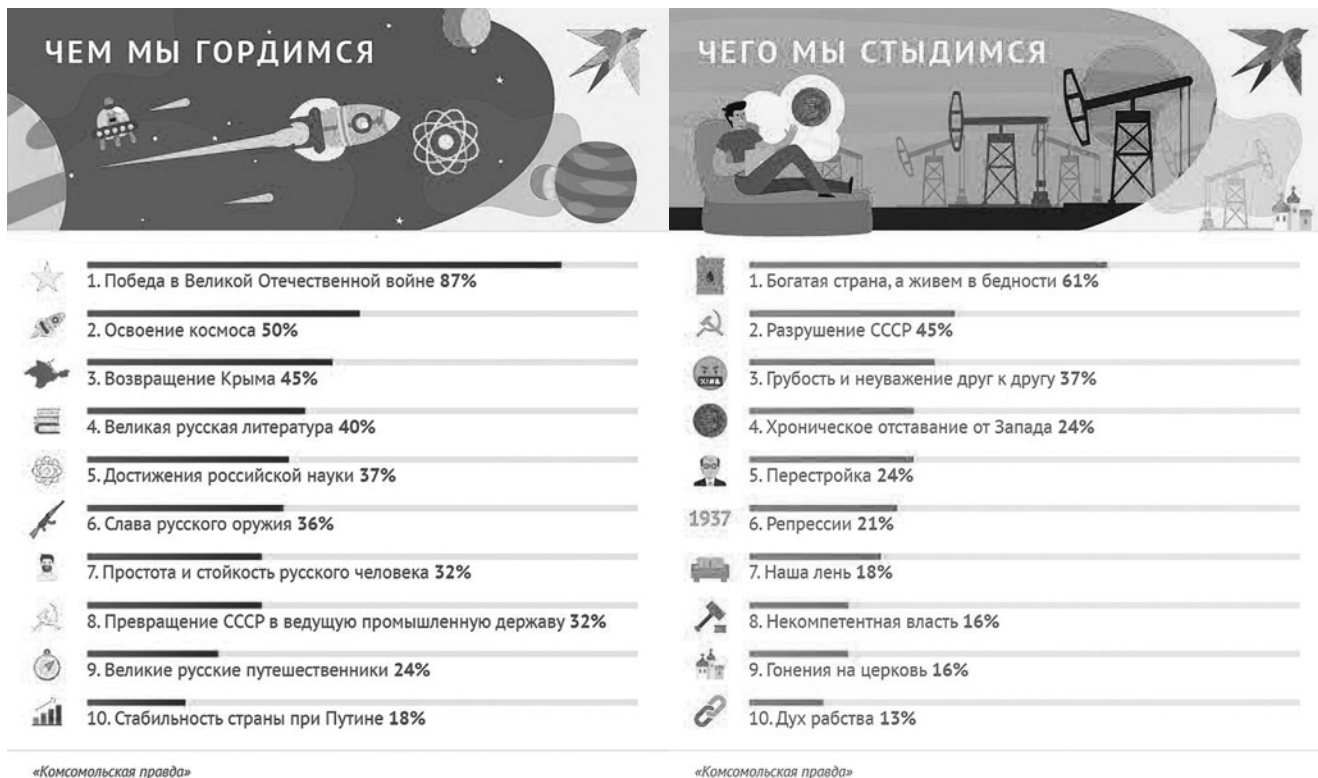 ЧЕМ МЫ ГОРДИМСЯ
1. Победа в Великой Отечественной войне 87%
2. Освоение космоса 50%
3. Возвращение Крыма 45%
4. Великая русская литература 40%
5. Достижения российской науки 37%
6. Слава русского оружия 36%
7. Простота и стойкость русского человека 32%
8. Превращение СССР в ведущую промышленную державу 32%
9. Великие русские путешественники 24%
10. Стабильность страны при Путине 18%
«Комсомольская правда»
ЧЕГО МЫ СТЫДИМСЯ
1. Богатая страна, а живем в бедности 61%
2. Разрушение СССР 45%
%!#&
3. Грубость и неуважение друг к другу 37%
4. Хроническое отставание от Запада 24%
5. Перестройка 24%
1937
6. Репрессии 21%
7. Наша лень 18%
8. Некомпетентная власть 16%
9. Гонения на церковь 16%
10. Дух рабства 13%
«Комсомольская правда»